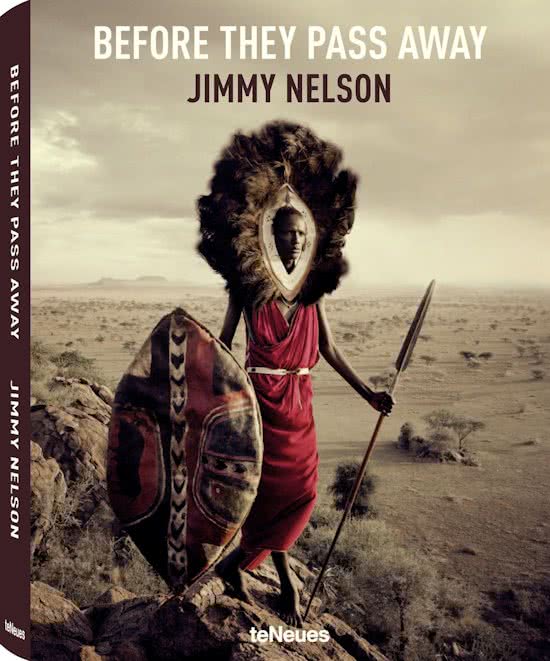 BEFORE THEY PASS AWAY
JIMMY NELSON
BEFORE THEY PASS AWAY JIMMY NELSON
teNeues
teNeues